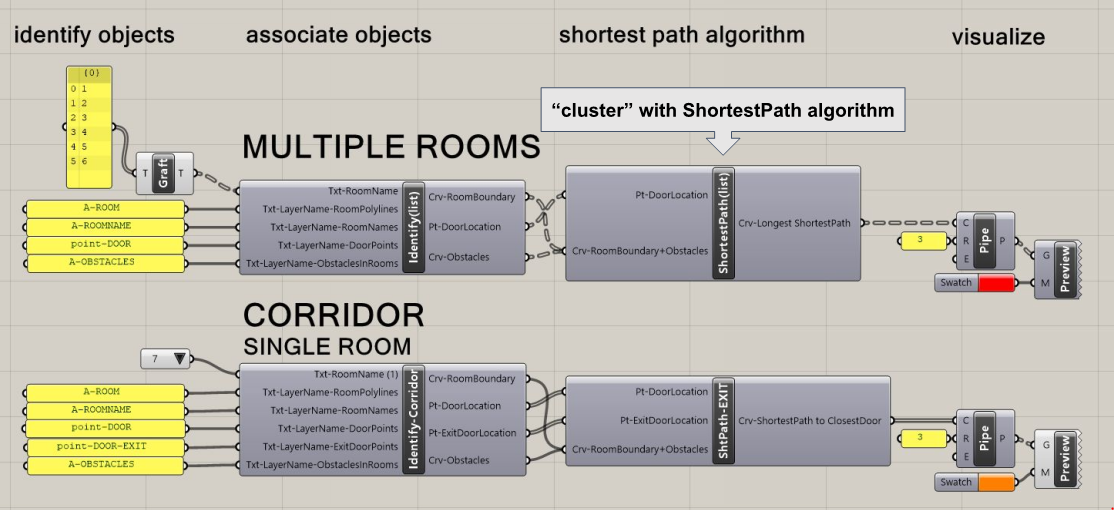 identify objects
associate objects
shortest path algorithm
visualize
{0}
0 1
1 2
2 3
3 4
4 5
5 6
T Graft T
"cluster" with ShortestPath algorithm
MULTIPLE ROOMS
A-ROOM
A-ROOMNAME
point-DOOR
A-OBSTACLES
Txt-RoomName
Txt-LayerName-RoomPolylines
Txt-LayerName-RoomNames
Txt-LayerName-DoorPoints
Txt-LayerName-ObstaclesInRooms
Identify(list)
Crv-RoomBoundary
Pt-DoorLocation
Crv-Obstacles
Pt-DoorLocation
Crv-RoomBoundary+Obstacles
ShortestPath(list)
Crv-Longest ShortestPath
3
C
R
E
Pipe
P
Swatch
G
M
Preview
CORRIDOR
SINGLE ROOM
7
A-ROOM
A-ROOMNAME
point-DOOR
point-DOOR-EXIT
A-OBSTACLES
Txt-RoomName (1)
Txt-LayerName-RoomPolylines
Txt-LayerName-RoomNames
Txt-LayerName-DoorPoints
Txt-LayerName-ExitDoorPoints
Txt-LayerName-ObstaclesInRooms
Identify-Corridor
Crv-RoomBoundary
Pt-DoorLocation
Pt-ExitDoorLocation
Crv-Obstacles
Pt-DoorLocation
Pt-ExitDoorLocation
Crv-RoomBoundary+Obstacles
ShtPath-EXIT
Crv-ShortestPath to ClosestDoor
3
C
R
E
Pipe
P
Swatch
G
M
Preview